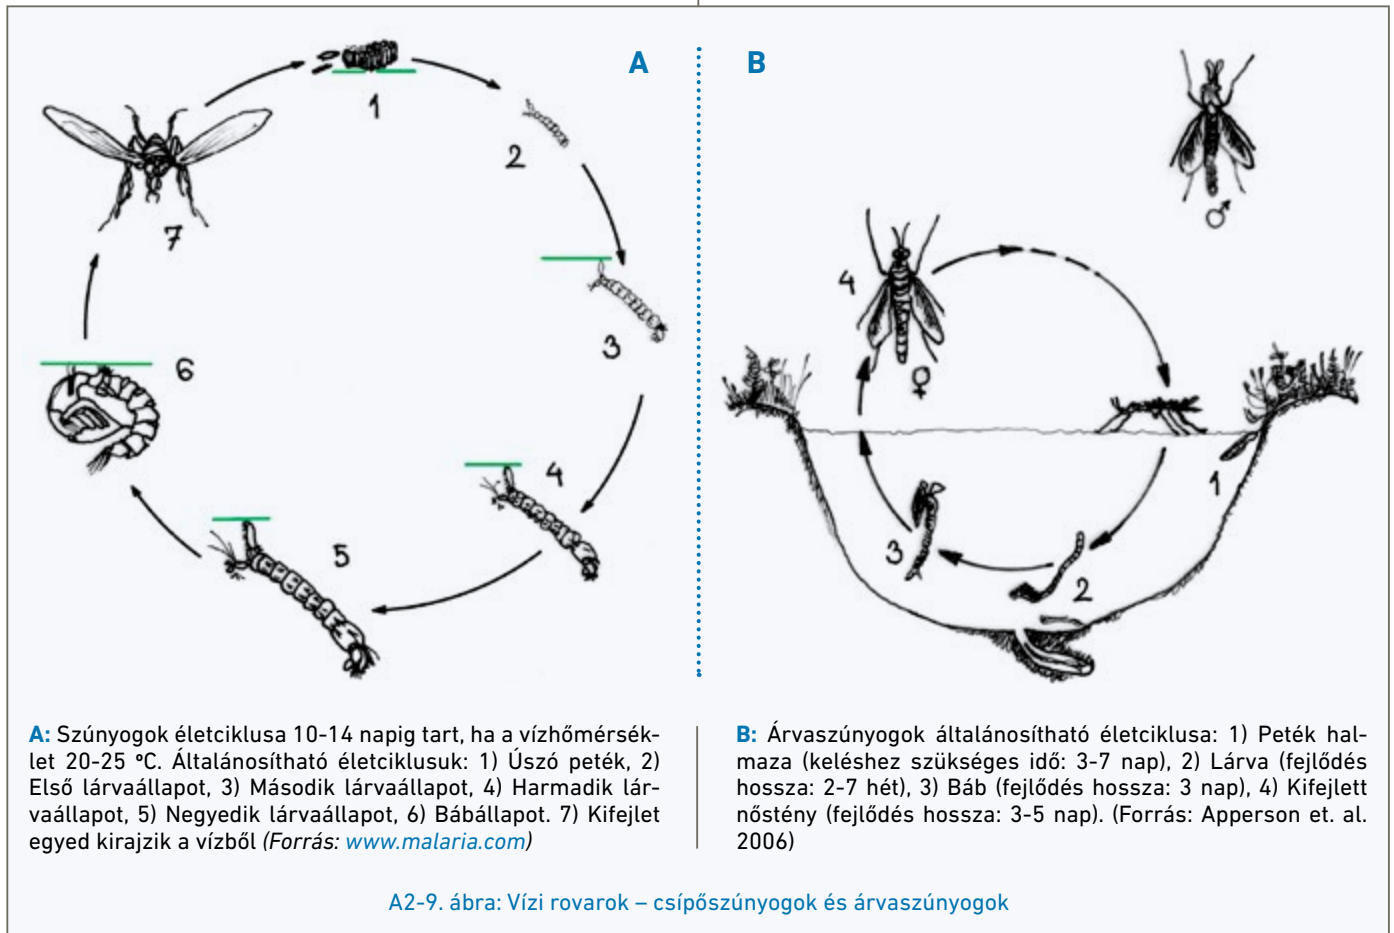 A
1
2
3
4
5
6
7
B
♂
4
♀
1
3
2
A: Szúnyogok életciklusa 10-14 napig tart, ha a vízhőmérsék-
let 20-25 ºC. Általánosítható életciklusuk: 1) Úszó peték, 2)
Első lárvaállapot, 3) Második lárvaállapot, 4) Harmadik lár-
vaállapot, 5) Negyedik lárvaállapot, 6) Bábállapot. 7) Kifejlet
egyed kirajzik a vízből (Forrás: www.malaria.com)
B: Árvaszúnyogok általánosítható életciklusa: 1) Peték hal-
maza (keléshez szükséges idő: 3-7 nap), 2) Lárva (fejlődés
hossza: 2-7 hét), 3) Báb (fejlődés hossza: 3 nap), 4) Kifejlett
nőstény (fejlődés hossza: 3-5 nap). (Forrás: Apperson et. al.
2006)
A2-9. ábra: Vízi rovarok – csípőszúnyogok és árvaszúnyogok